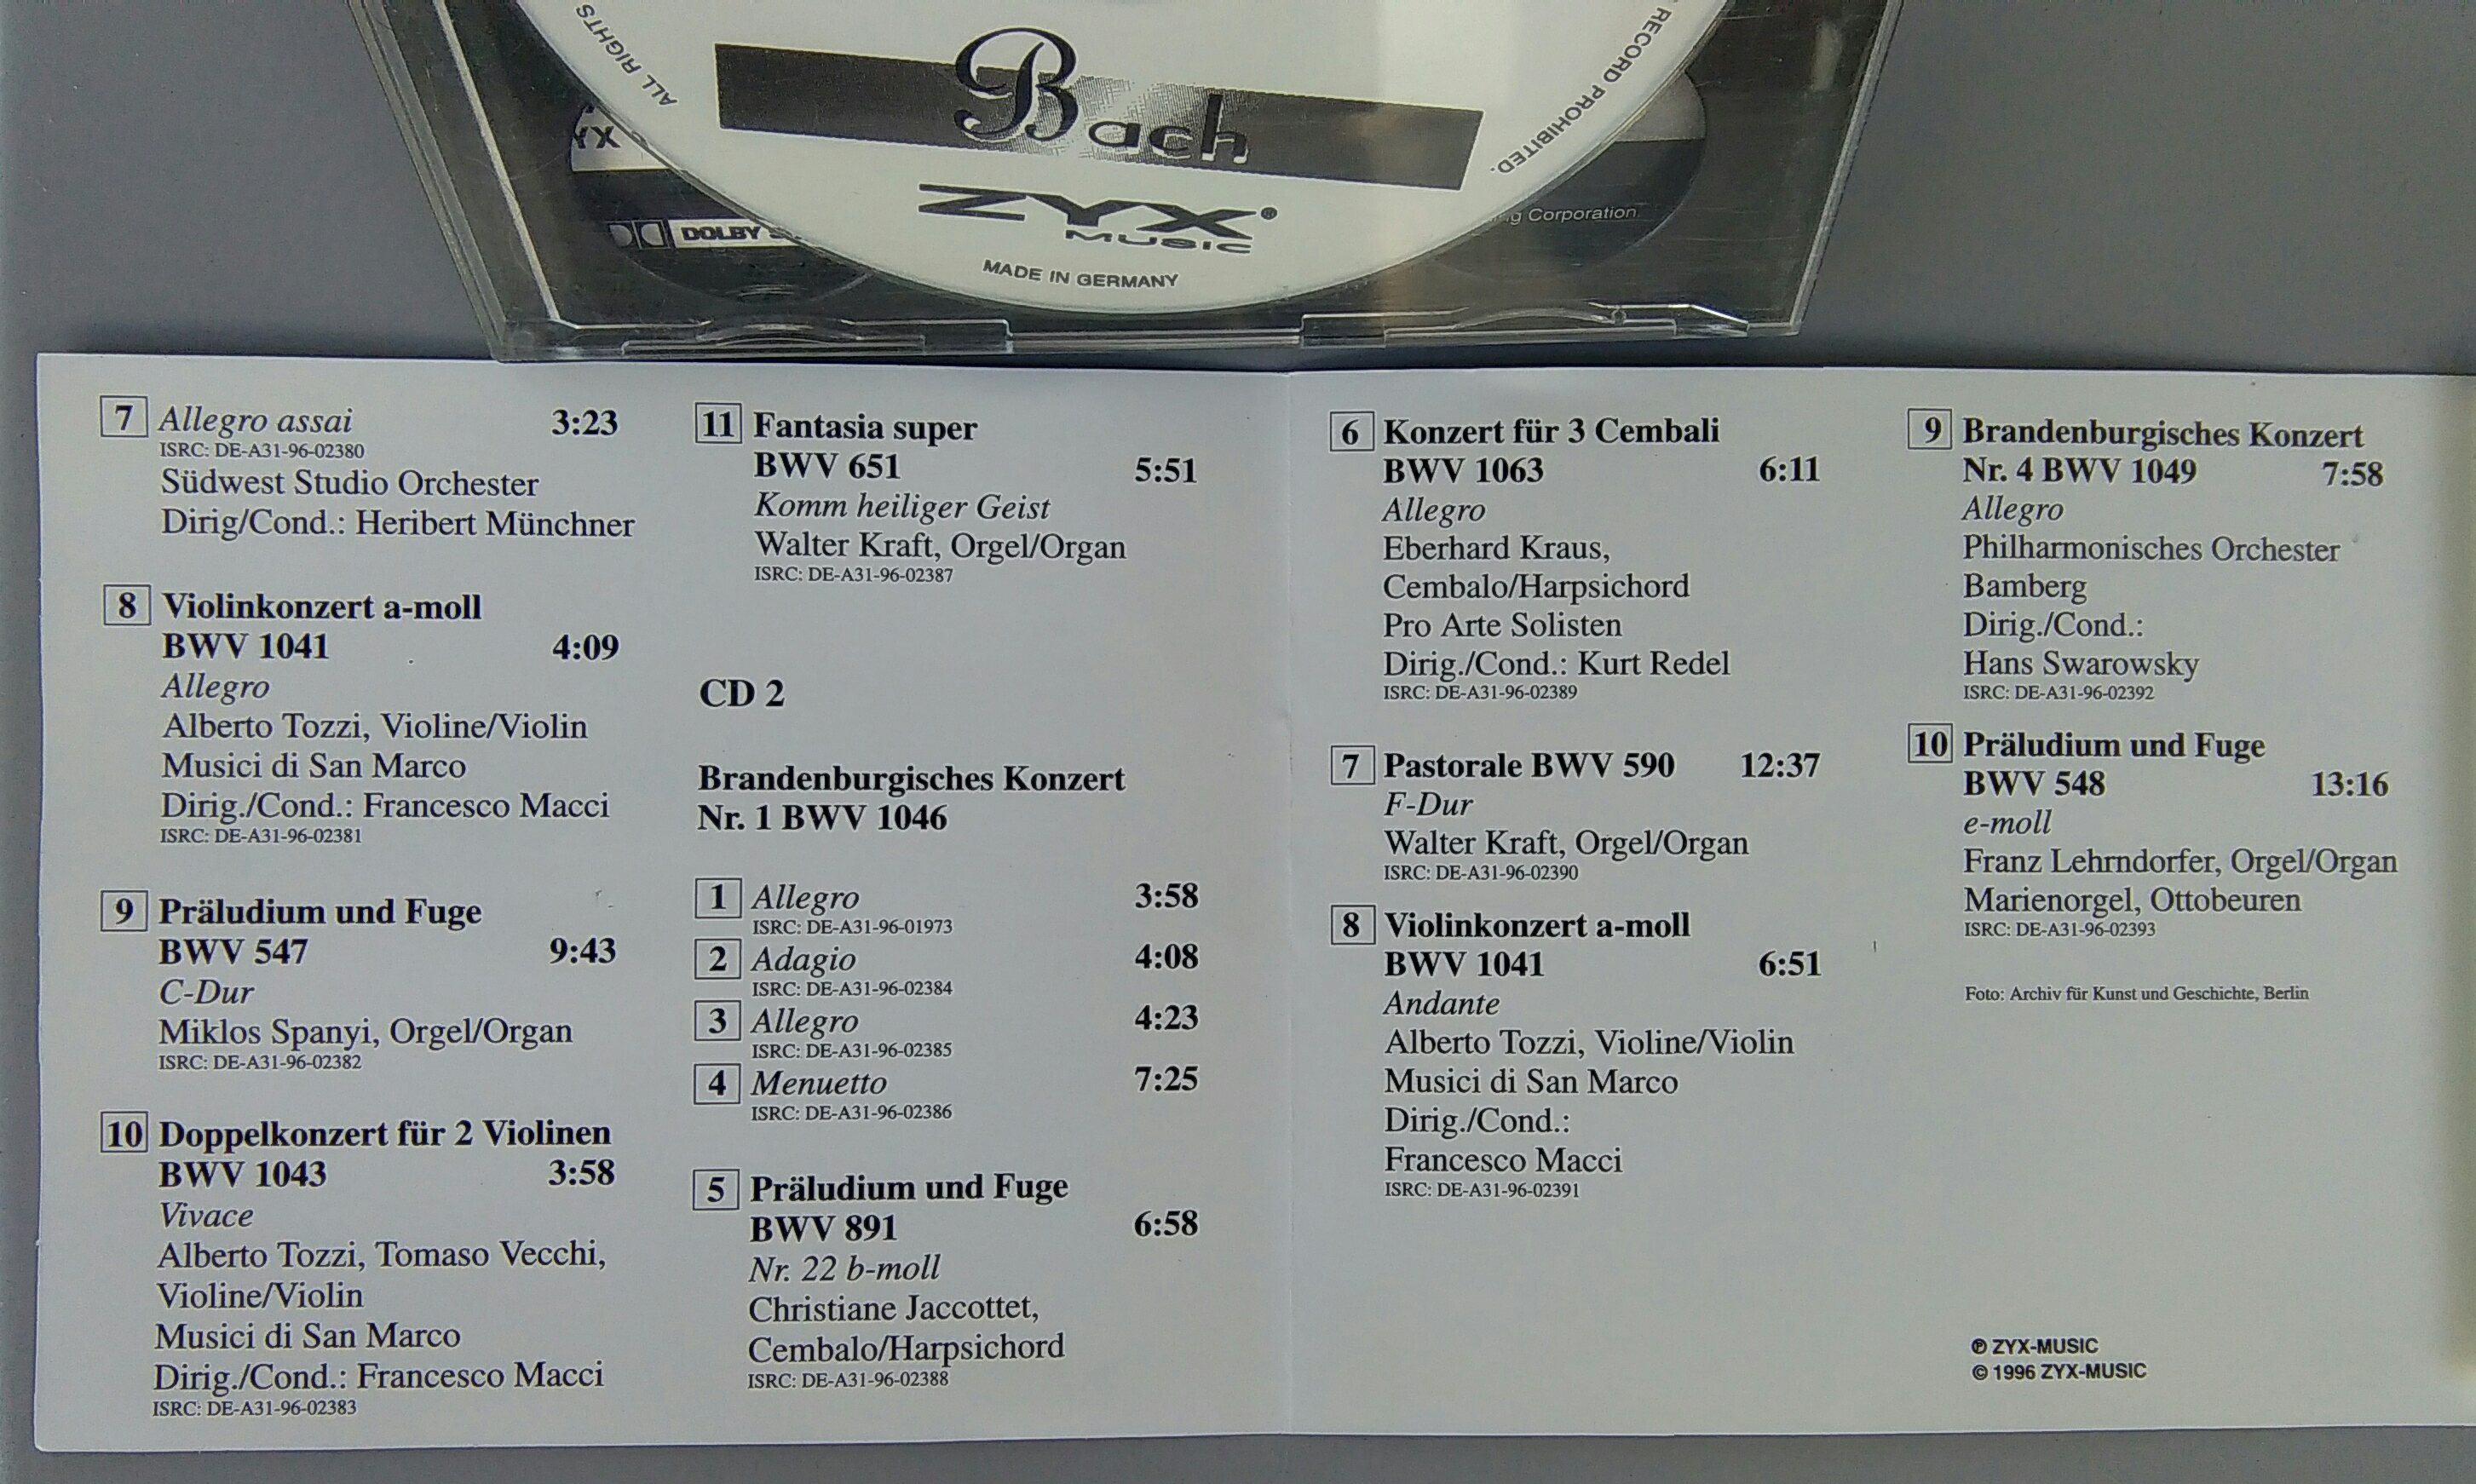 ALL RIGHTS
RECORD PROHIBITED.
Bach
YX
ZYX®
MUSIC
DOLBY
Corporation
MADE IN GERMANY
7 Allegro assai 3:23
ISRC: DE-A31-96-02380
Südwest Studio Orchester
Dirig/Cond.: Heribert Münchner
8 Violinkonzert a-moll
BWV 1041 4:09
Allegro
Alberto Tozzi, Violine/Violin
Musici di San Marco
Dirig./Cond.: Francesco Macci
ISRC: DE-A31-96-02381
9 Präludium und Fuge
BWV 547 9:43
C-Dur
Miklos Spanyi, Orgel/Organ
ISRC: DE-A31-96-02382
10 Doppelkonzert für 2 Violinen
BWV 1043 3:58
Vivace
Alberto Tozzi, Tomaso Vecchi,
Violine/Violin
Musici di San Marco
Dirig./Cond.: Francesco Macci
ISRC: DE-A31-96-02383
11 Fantasia super
BWV 651 5:51
Komm heiliger Geist
Walter Kraft, Orgel/Organ
ISRC: DE-A31-96-02387
CD 2
Brandenburgisches Konzert
Nr. 1 BWV 1046
1 Allegro 3:58
ISRC: DE-A31-96-01973
2 Adagio 4:08
ISRC: DE-A31-96-02384
3 Allegro 4:23
ISRC: DE-A31-96-02385
4 Menuetto 7:25
ISRC: DE-A31-96-02386
5 Präludium und Fuge
BWV 891 6:58
Nr. 22 b-moll
Christiane Jaccottet,
Cembalo/Harpsichord
ISRC: DE-A31-96-02388
6 Konzert für 3 Cembali
BWV 1063 6:11
Allegro
Eberhard Kraus,
Cembalo/Harpsichord
Pro Arte Solisten
Dirig./Cond.: Kurt Redel
ISRC: DE-A31-96-02389
7 Pastorale BWV 590 12:37
F-Dur
Walter Kraft, Orgel/Organ
ISRC: DE-A31-96-02390
8 Violinkonzert a-moll
BWV 1041 6:51
Andante
Alberto Tozzi, Violine/Violin
Musici di San Marco
Dirig./Cond.:
Francesco Macci
ISRC: DE-A31-96-02391
9 Brandenburgisches Konzert
Nr. 4 BWV 1049 7:58
Allegro
Philharmonisches Orchester
Bamberg
Dirig./Cond.:
Hans Swarowsky
ISRC: DE-A31-96-02392
10 Präludium und Fuge
BWV 548 13:16
e-moll
Franz Lehrndorfer, Orgel/Organ
Marienorgel, Ottobeuren
ISRC: DE-A31-96-02393
Foto: Archiv für Kunst und Geschichte, Berlin
℗ ZYX-MUSIC
© 1996 ZYX-MUSIC